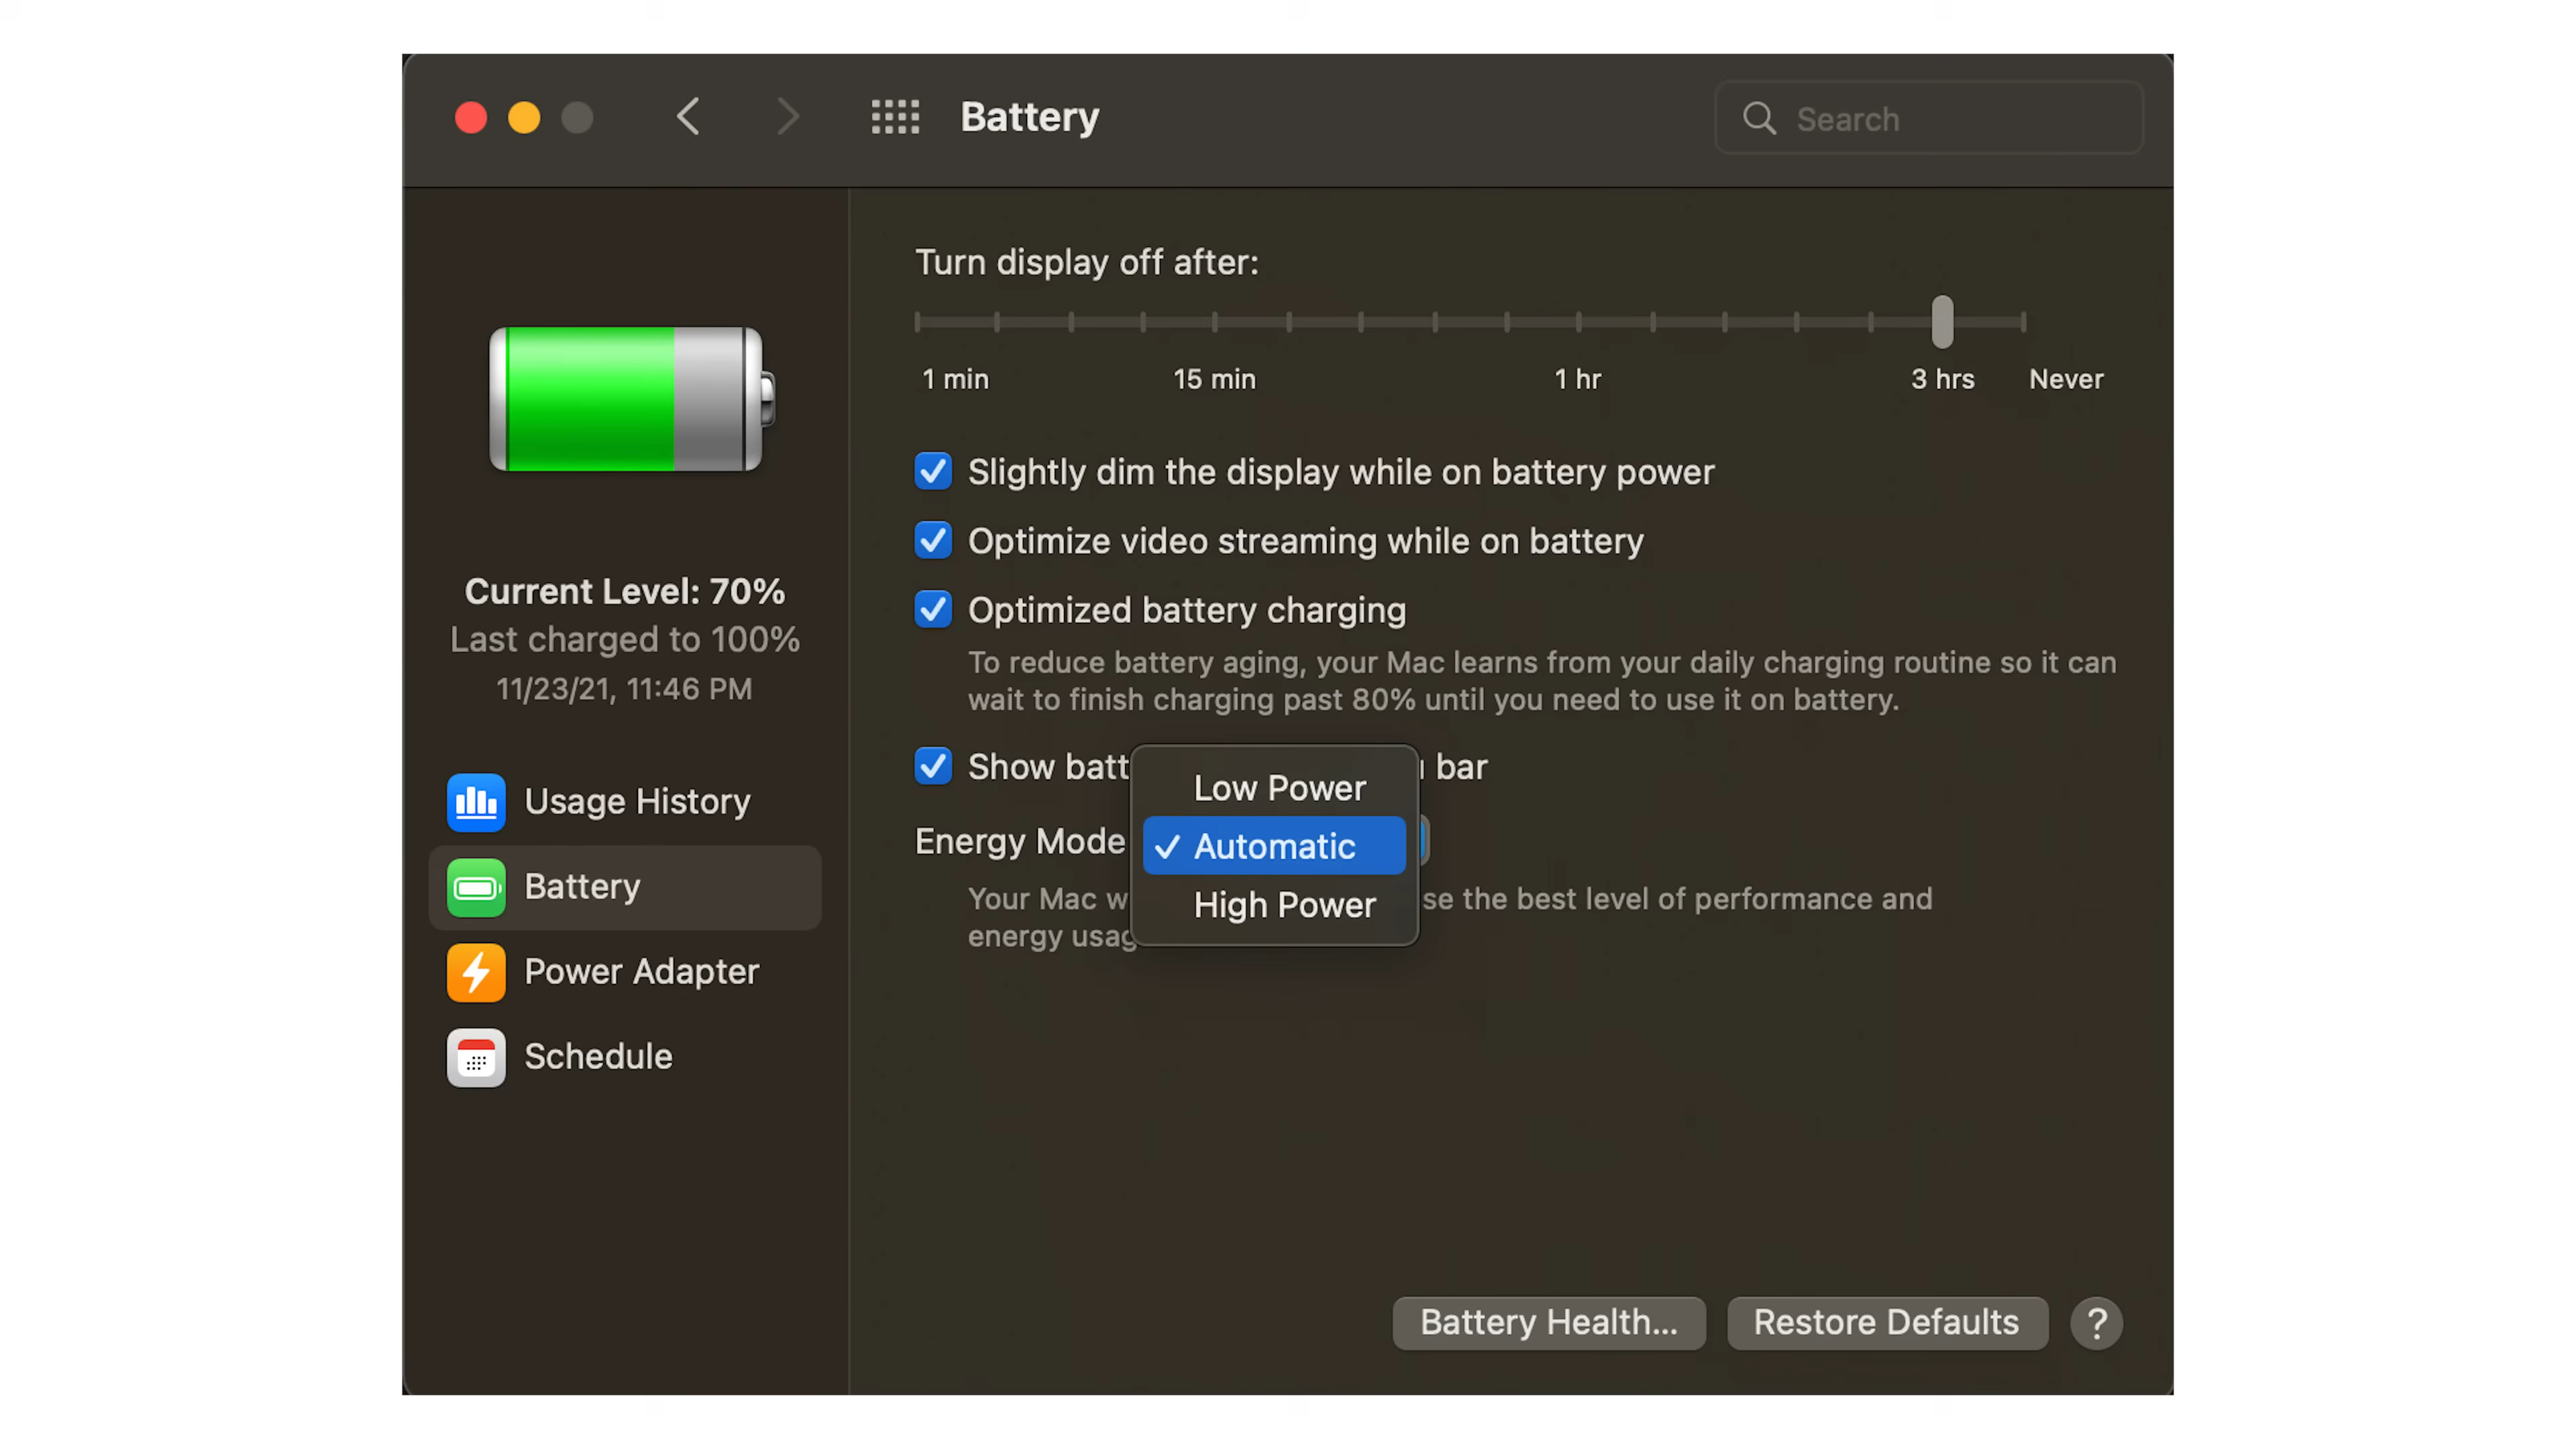 Battery
Search
Turn display off after:
1 min 15 min 1 hr 3 hrs Never
Slightly dim the display while on battery power
Optimize video streaming while on battery
Optimized battery charging
To reduce battery aging, your Mac learns from your daily charging routine so it can
wait to finish charging past 80% until you need to use it on battery.
Show batt bar
Low Power
Energy Mode
Automatic
High Power
Your Mac w se the best level of performance and
energy usag
Current Level: 70%
Last charged to 100%
11/23/21, 11:46 PM
Usage History
Battery
Power Adapter
Schedule
Battery Health...
Restore Defaults
?